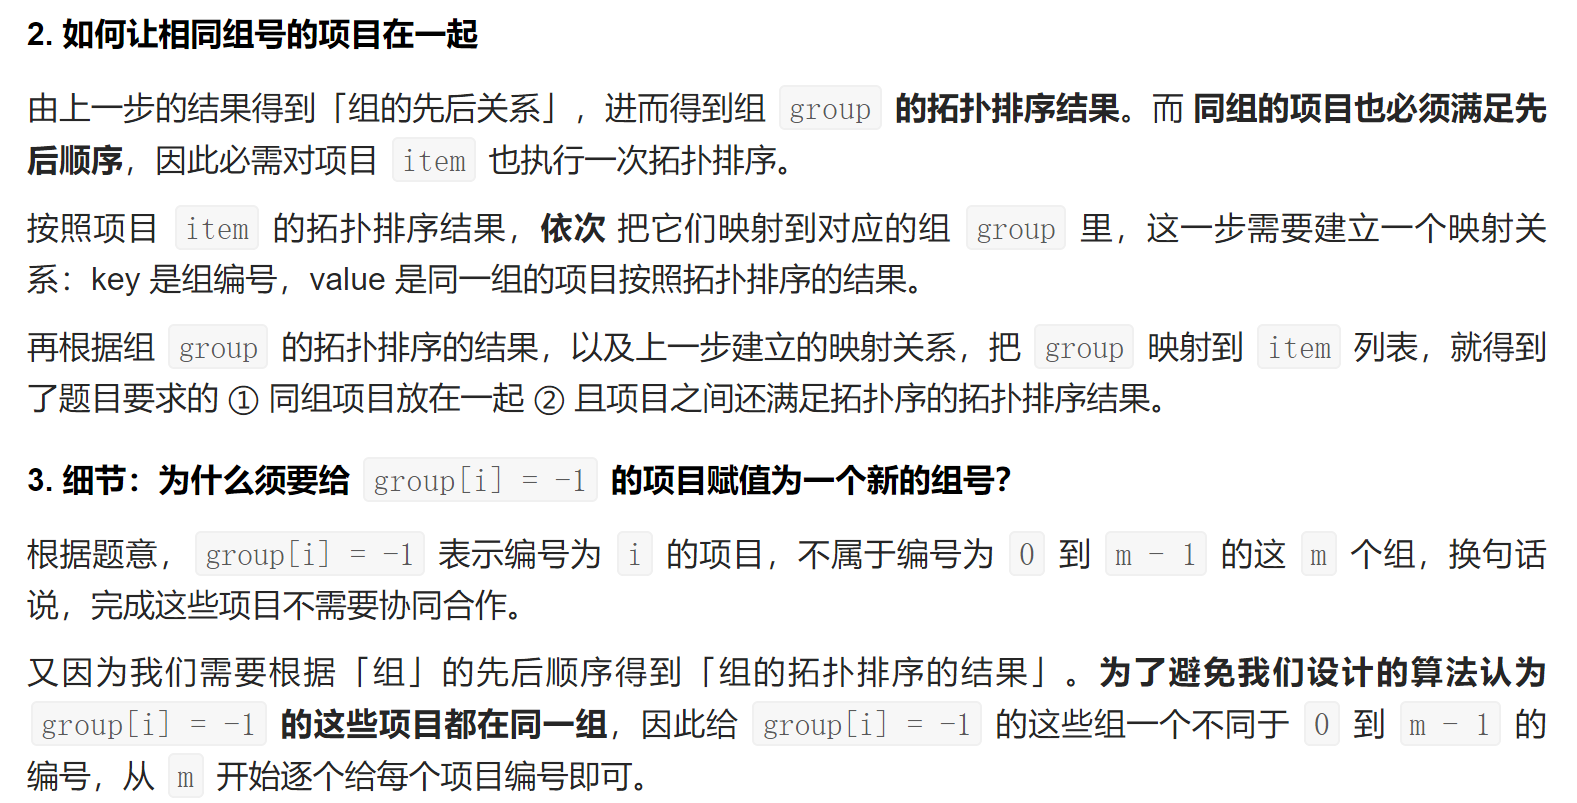 2. 如何让相同组号的项目在一起
由上一步的结果得到「组的先后关系」，进而得到组 group 的拓扑排序结果。而 同组的项目也必须满足先
后顺序，因此必需对项目 item 也执行一次拓扑排序。
按照项目 item 的拓扑排序结果，依次 把它们映射到对应的组 group 里，这一步需要建立一个映射关
系：key 是组编号，value 是同一组的项目按照拓扑排序的结果。
再根据组 group 的拓扑排序的结果，以及上一步建立的映射关系，把 group 映射到 item 列表，就得到
了题目要求的 ① 同组项目放在一起 ② 且项目之间还满足拓扑序的拓扑排序结果。
3. 细节：为什么须要给 group[i] = -1 的项目赋值为一个新的组号？
根据题意， group[i] = -1 表示编号为 i 的项目，不属于编号为 0 到 m - 1 的这 m 个组，换句话
说，完成这些项目不需要协同合作。
又因为我们需要根据「组」的先后顺序得到「组的拓扑排序的结果」。为了避免我们设计的算法认为
group[i] = -1 的这些项目都在同一组，因此给 group[i] = -1 的这些组一个不同于 0 到 m - 1 的
编号，从 m 开始逐个给每个项目编号即可。